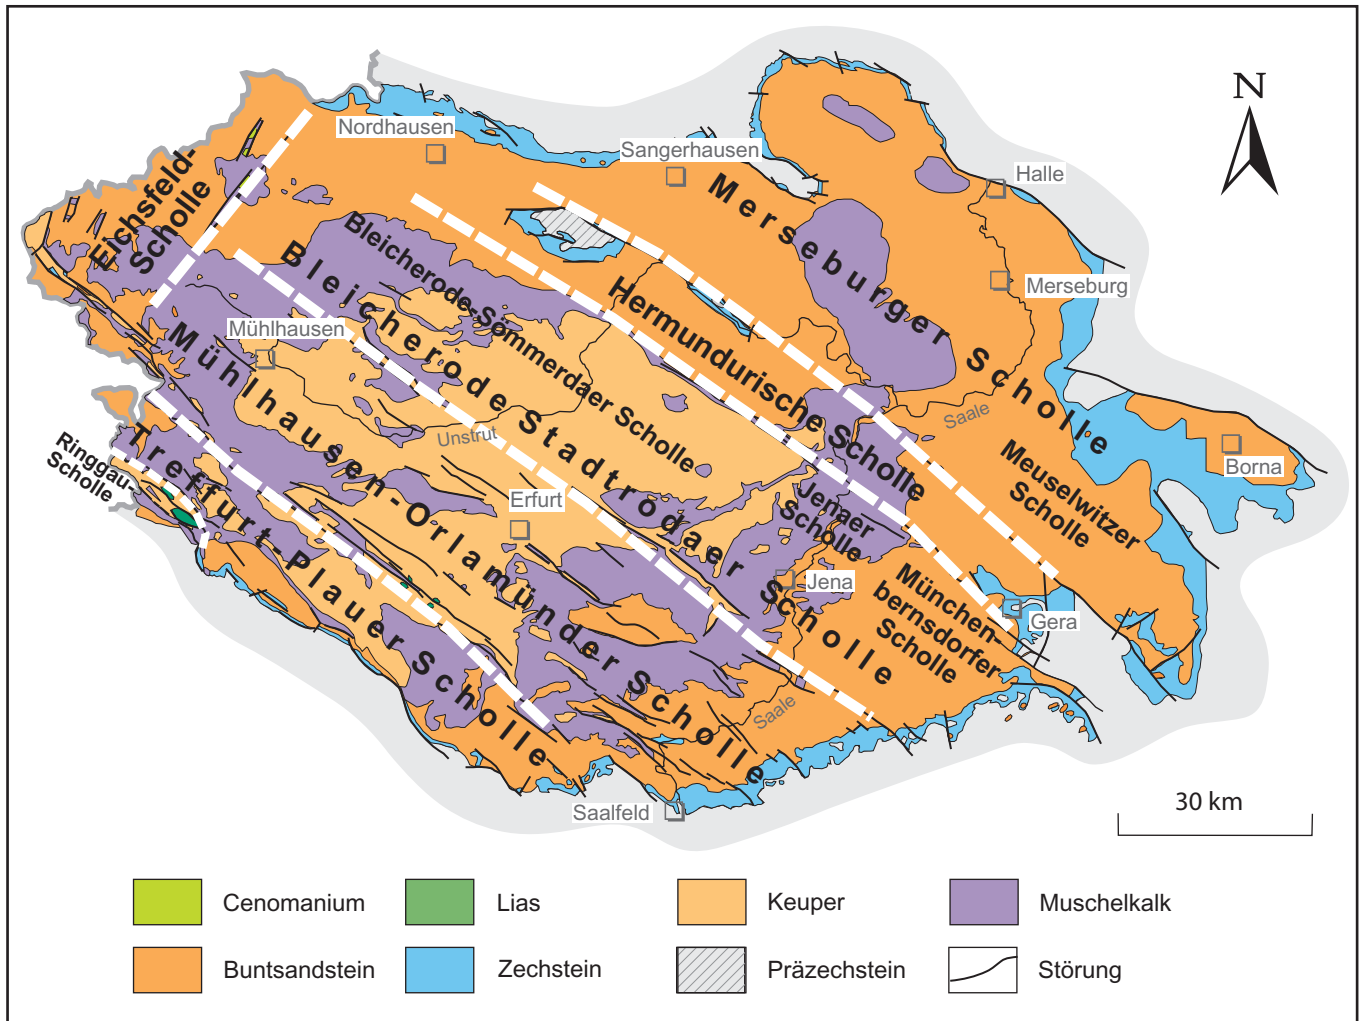 N
Nordhausen
Sangerhausen
Halle
Eichsfeld-
Scholle
Merseburger Scholle
Merseburg
Bleicherode-Sömmerdaer Scholle
Bleicherode Stadtrodaer Scholle
Hermundurische Scholle
Mühlhausen
Mühlhausen-Orlamünder Scholle
Unstrut
Saale
Ringgau-
Scholle
Treffurt-Plauer Scholle
Erfurt
Jenaer
Scholle
Meuselwitzer
Scholle
Borna
Jena
München-
bernsdorfer
Scholle
Gera
Saale
Saalfeld
30 km
Cenomanium
Lias
Keuper
Muschelkalk
Buntsandstein
Zechstein
Präzechstein
Störung